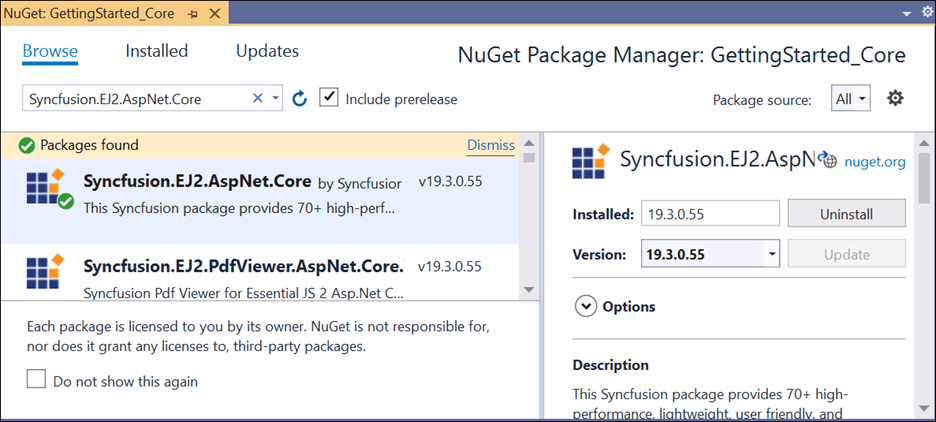 NuGet: GettingStarted_Core
Browse Installed Updates
NuGet Package Manager: GettingStarted_Core
Syncfusion.EJ2.AspNet.Core
Include prerelease
Package source: All
Packages found Dismiss
Syncfusion.EJ2.AspNet.Core by Syncfusior v19.3.0.55
This Syncfusion package provides 70+ high-perf...
Syncfusion.EJ2.PdfViewer.AspNet.Core. v19.3.0.55
Syncfusion Pdf Viewer for Essential JS 2 Asp.Net C...
Each package is licensed to you by its owner. NuGet is not responsible for,
nor does it grant any licenses to, third-party packages.
Do not show this again
Syncfusion.EJ2.AspN nuget.org
Installed: 19.3.0.55 Uninstall
Version: 19.3.0.55 Update
Options
Description
This Syncfusion package provides 70+ high-
performance, lightweight, user friendly, and